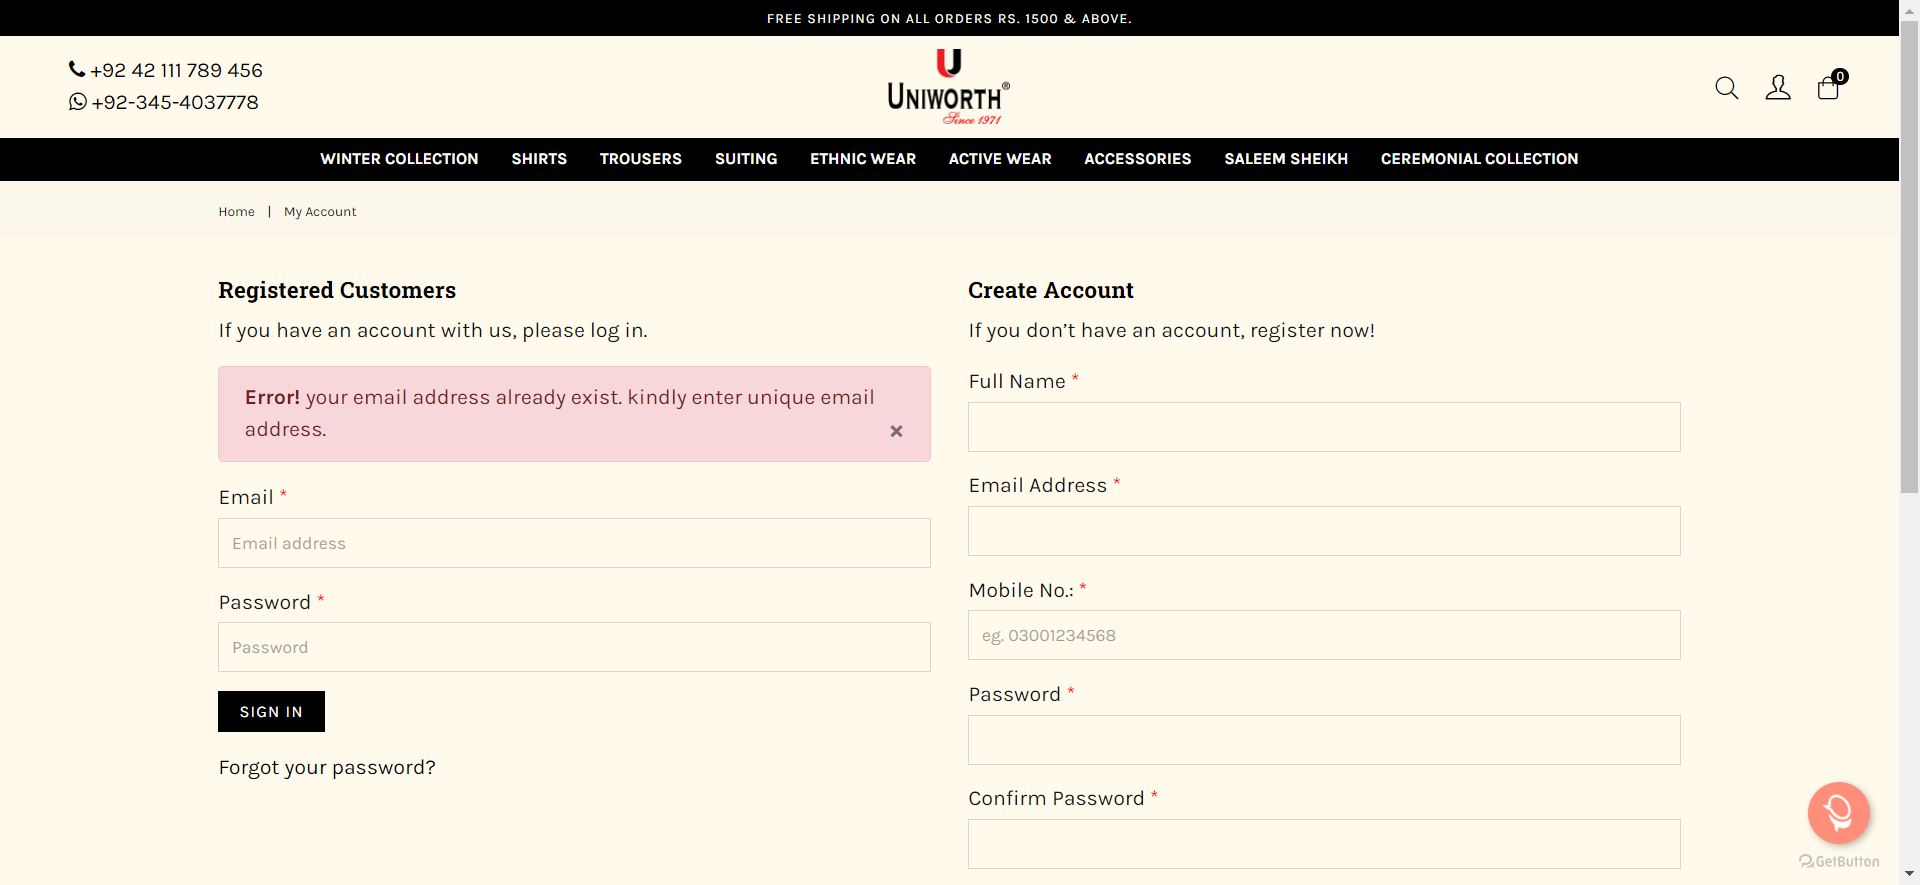 FREE SHIPPING ON ALL ORDERS RS. 1500 & ABOVE.
+92 42 111 789 456
+92-345-4037778
U
UNIWORTH®
Since 1971
0
WINTER COLLECTION SHIRTS TROUSERS SUITING ETHNIC WEAR ACTIVE WEAR ACCESSORIES SALEEM SHEIKH CEREMONIAL COLLECTION
Home | My Account
Registered Customers
If you have an account with us, please log in.
Error! your email address already exist. kindly enter unique email
address.
×
Email *
Email address
Password *
Password
SIGN IN
Forgot your password?
Create Account
If you don’t have an account, register now!
Full Name *
Email Address *
Mobile No.: *
eg. 03001234568
Password *
Confirm Password *
GetButton